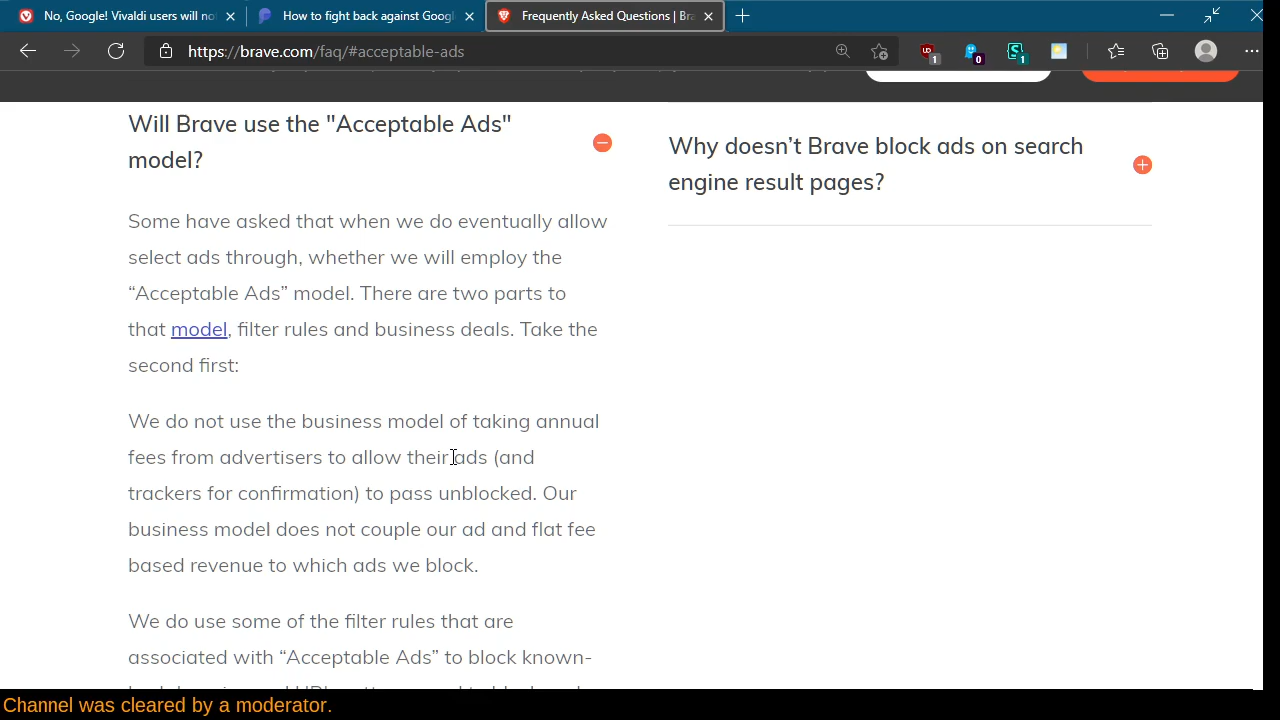 No, Google! Vivaldi users will no
How to fight back against Googl
Frequently Asked Questions | Bra
https://brave.com/faq/#acceptable-ads
1
0
1
Will Brave use the "Acceptable Ads"
model?
Some have asked that when we do eventually allow
select ads through, whether we will employ the
“Acceptable Ads” model. There are two parts to
that model, filter rules and business deals. Take the
second first:
We do not use the business model of taking annual
fees from advertisers to allow their ads (and
trackers for confirmation) to pass unblocked. Our
business model does not couple our ad and flat fee
based revenue to which ads we block.
We do use some of the filter rules that are
associated with “Acceptable Ads” to block known-
Why doesn’t Brave block ads on search
engine result pages?
Channel was cleared by a moderator.